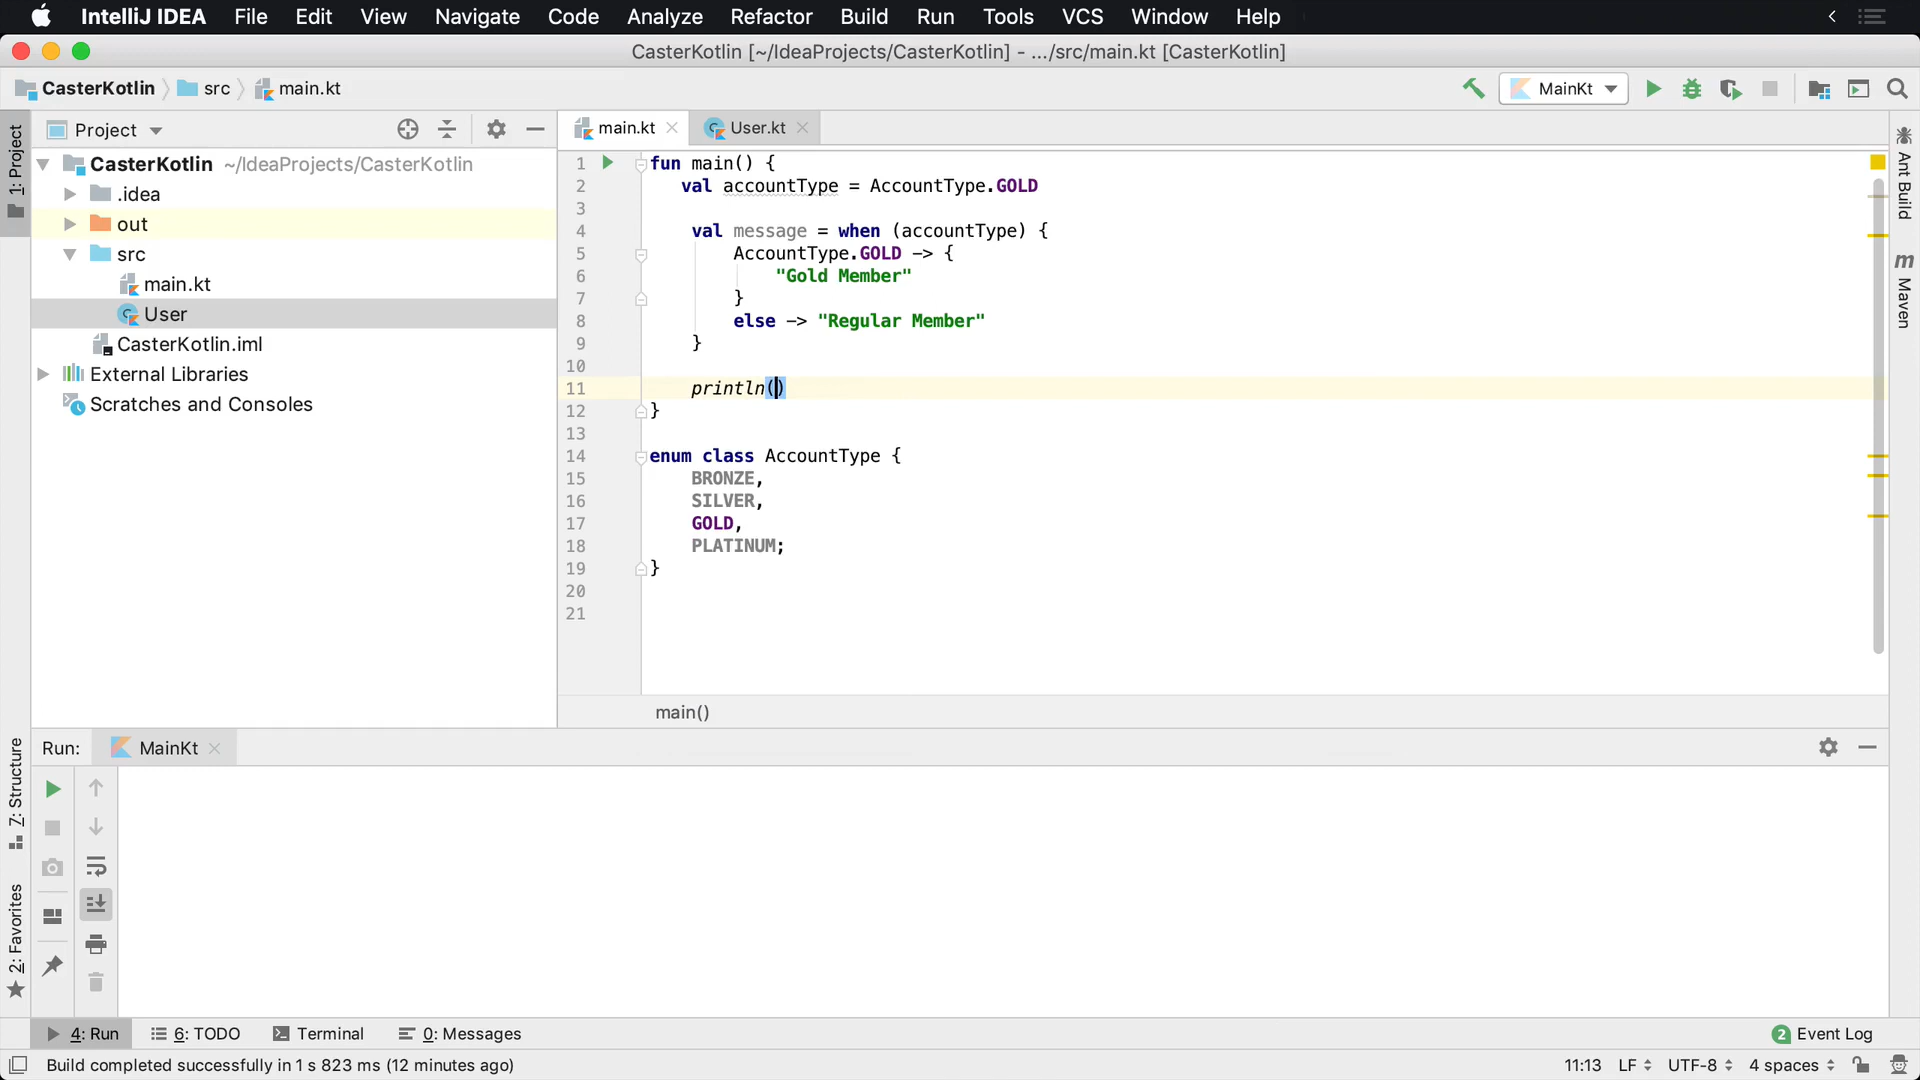 IntelliJ IDEA File Edit View Navigate Code Analyze Refactor Build Run Tools VCS Window Help
CasterKotlin [~/IdeaProjects/CasterKotlin] - .../src/main.kt [CasterKotlin]
CasterKotlin src main.kt
MainKt
1: Project
Project
CasterKotlin ~/IdeaProjects/CasterKotlin
.idea
out
src
main.kt
User
CasterKotlin.iml
External Libraries
Scratches and Consoles
main.kt User.kt
1 fun main() {
2 val accountType = AccountType.GOLD
3
4 val message = when (accountType) {
5 AccountType.GOLD -> {
6 "Gold Member"
7 }
8 else -> "Regular Member"
9 }
10
11 println()
12 }
13
14 enum class AccountType {
15 BRONZE,
16 SILVER,
17 GOLD,
18 PLATINUM;
19 }
20
21
main()
Ant Build
m Maven
Run: MainKt
Z: Structure
2: Favorites
4: Run 6: TODO Terminal 0: Messages
2 Event Log
Build completed successfully in 1 s 823 ms (12 minutes ago)
11:13 LF UTF-8 4 spaces